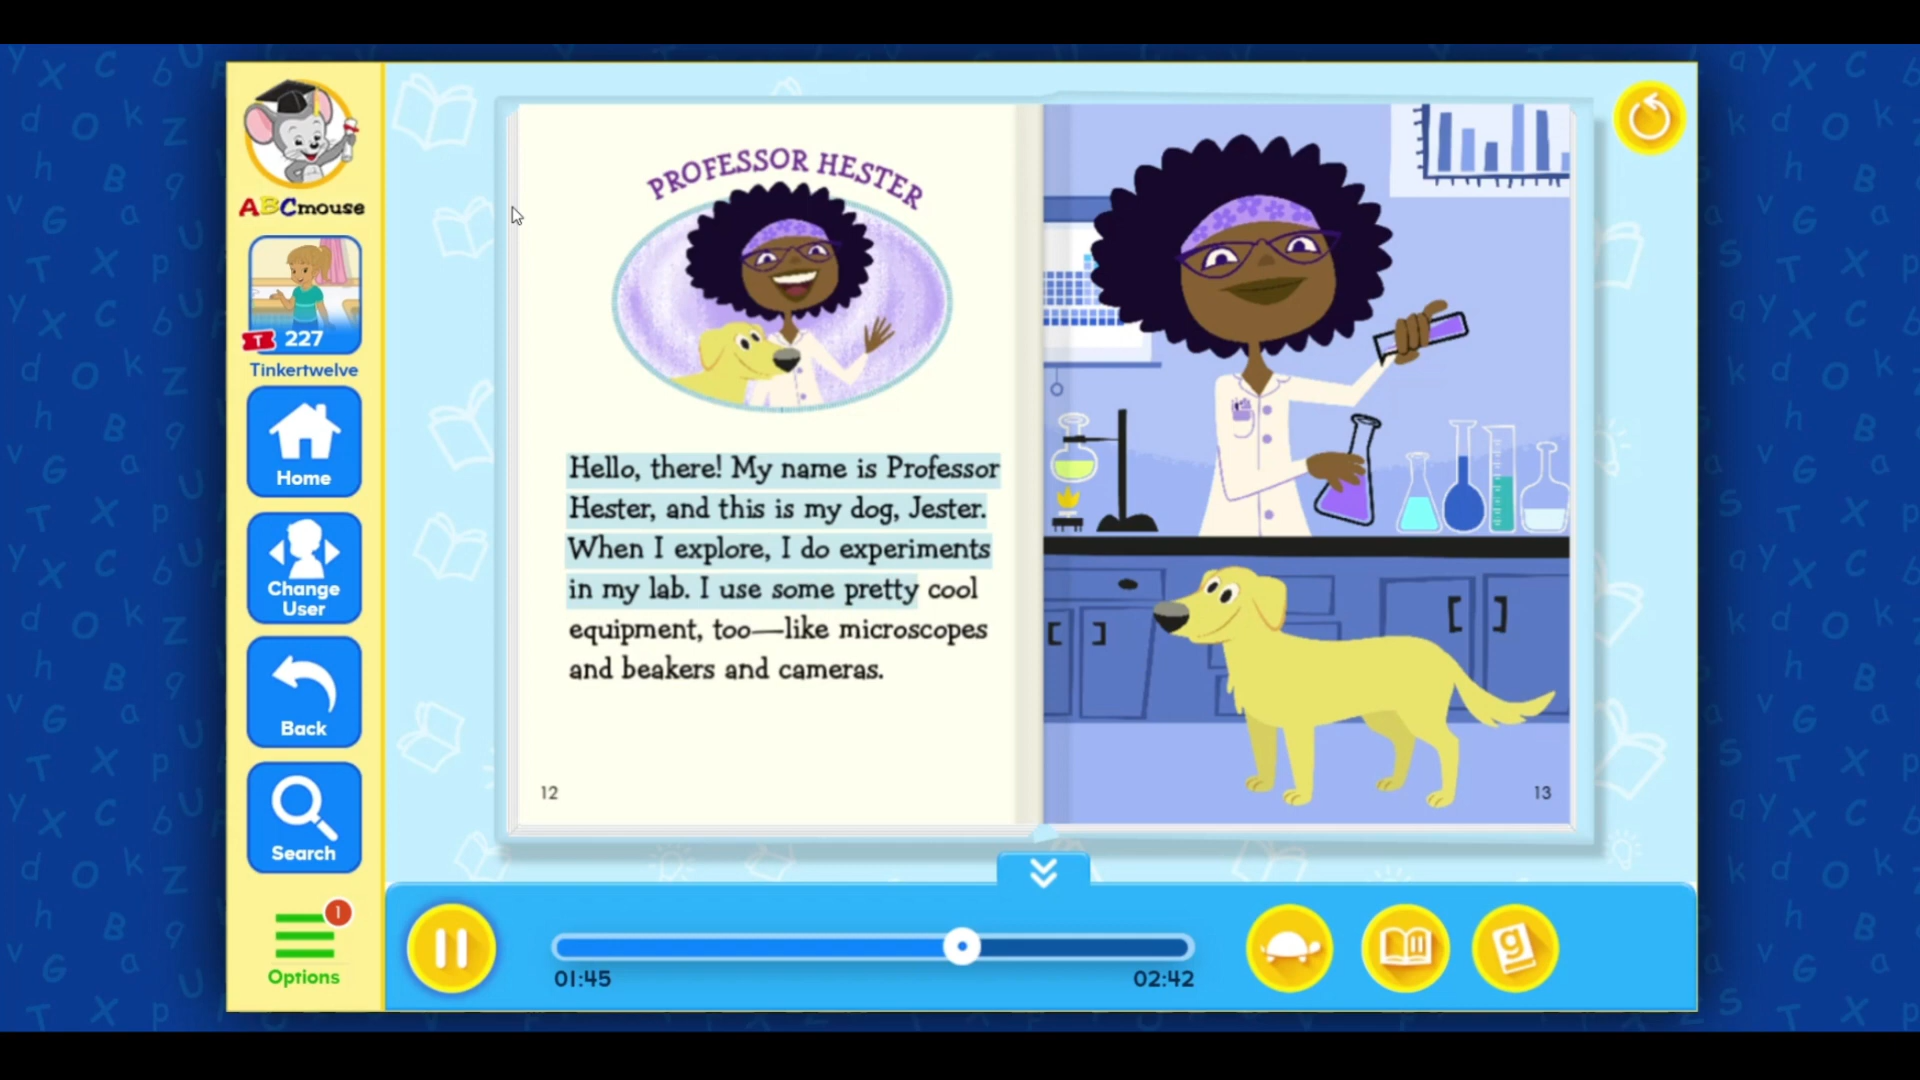 ABCmouse
T 227
Tinkertwelve
Home
Change
User
Back
Search
1
Options
PROFESSOR HESTER
Hello, there! My name is Professor
Hester, and this is my dog, Jester.
When I explore, I do experiments
in my lab. I use some pretty cool
equipment, too—like microscopes
and beakers and cameras.
12
13
01:45
02:42
g